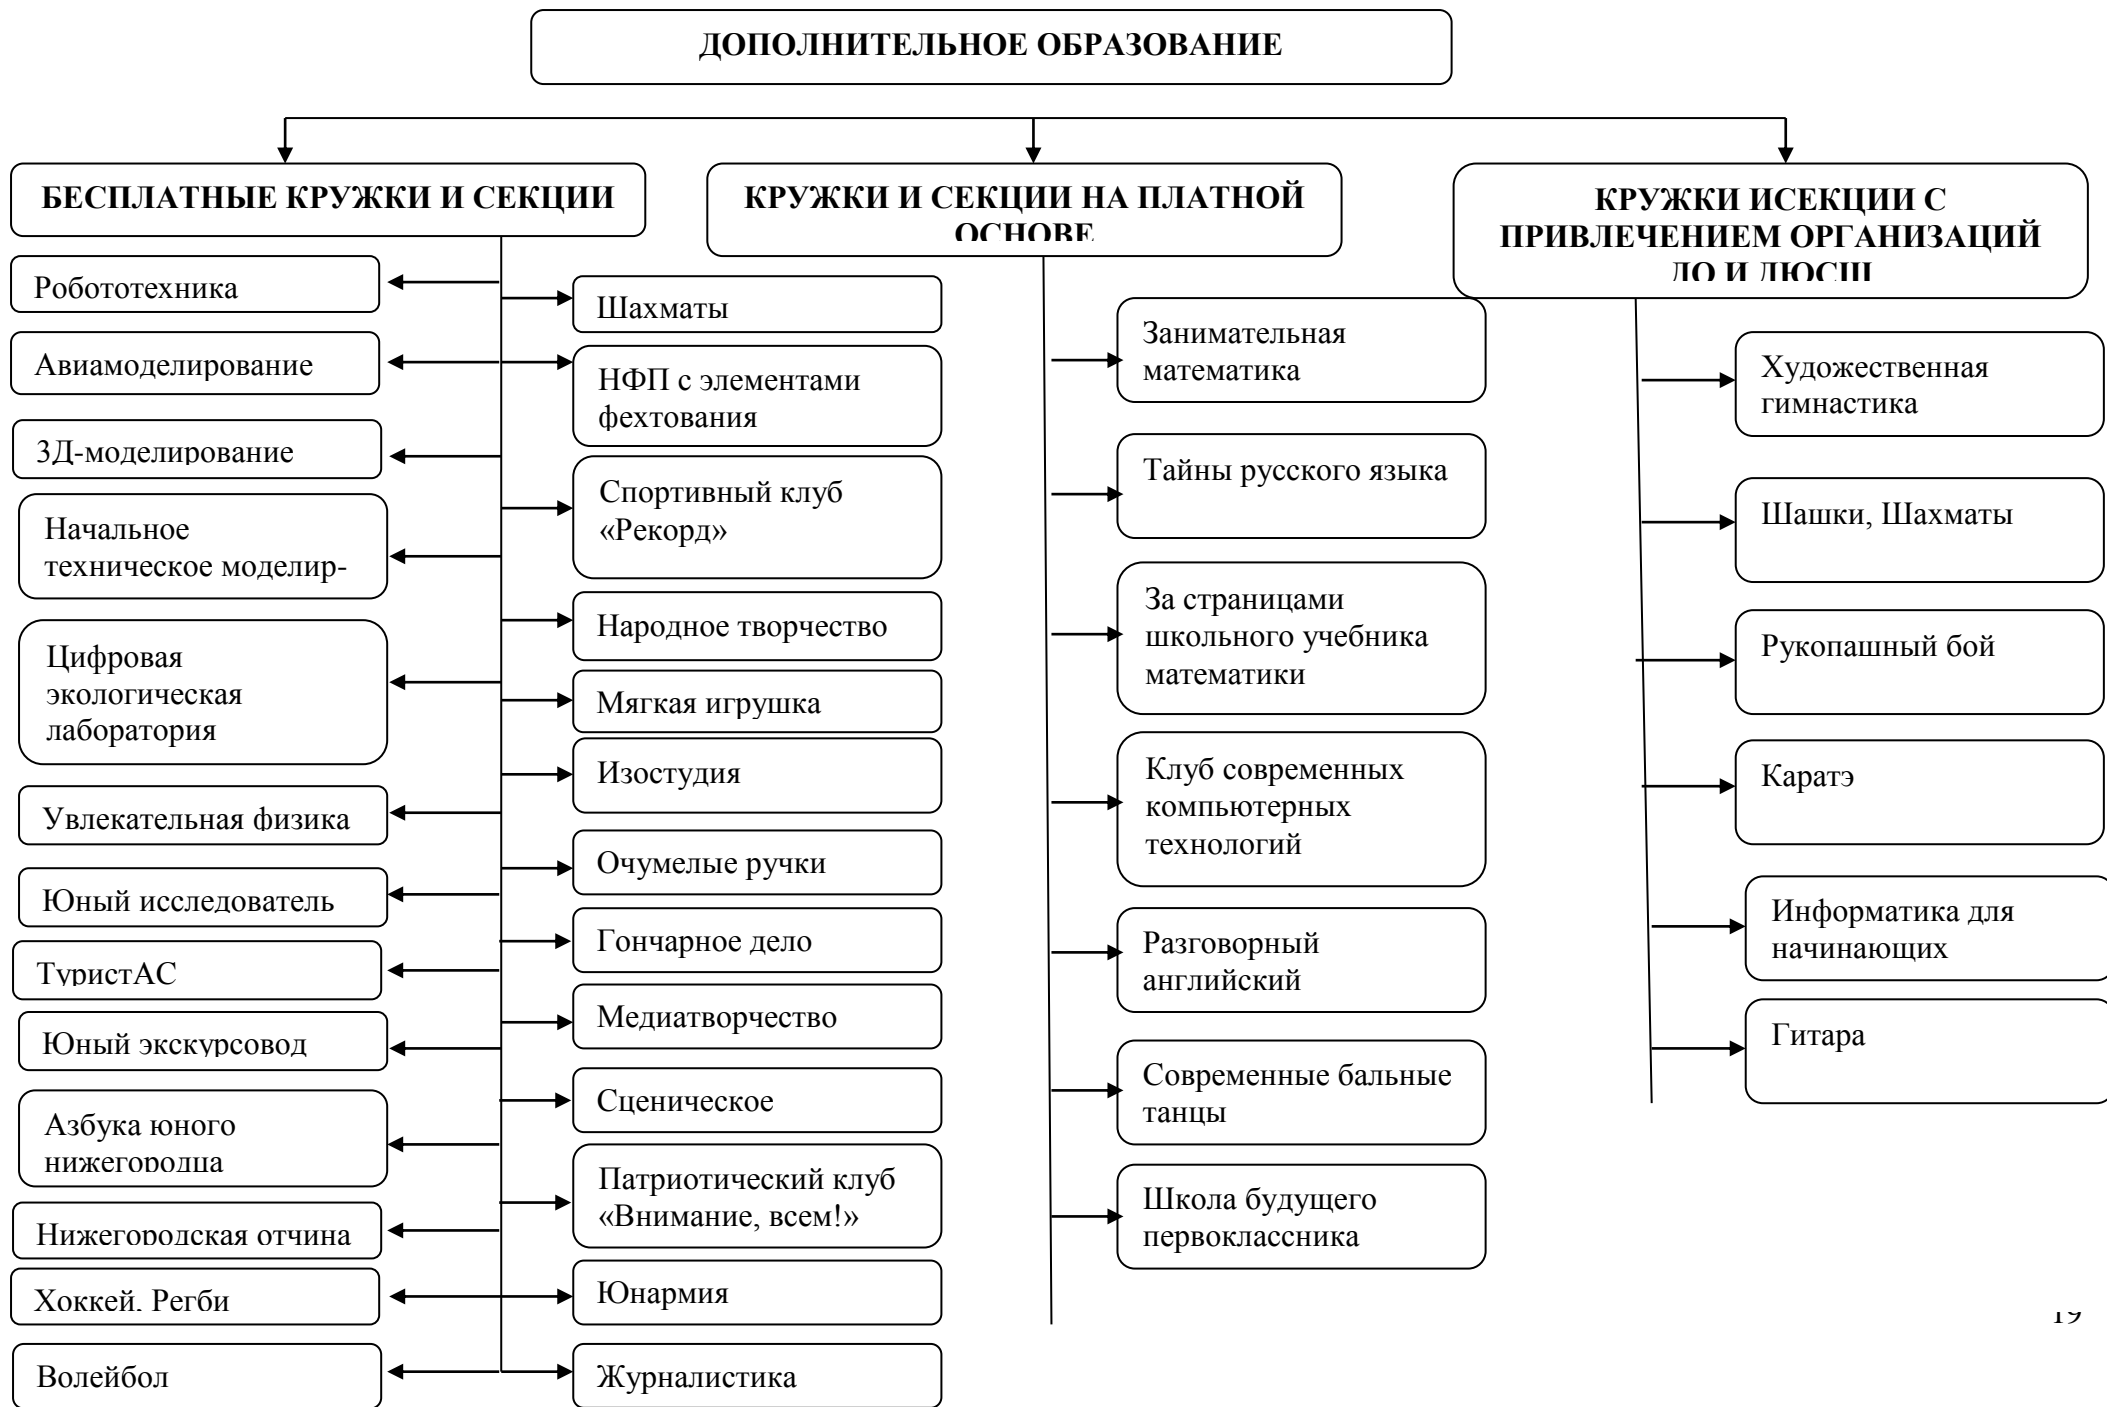 ДОПОЛНИТЕЛЬНОЕ ОБРАЗОВАНИЕ
БЕСПЛАТНЫЕ КРУЖКИ И СЕКЦИИ
Робототехника
Авиамоделирование
3Д-моделирование
Начальное
техническое моделир-
Цифровая
экологическая
лаборатория
Увлекательная физика
Юный исследователь
ТуристАС
Юный экскурсовод
Азбука юного
нижегородца
Нижегородская отчина
Хоккей, Регби
Волейбол
Шахматы
НФП с элементами
фехтования
Спортивный клуб
«Рекорд»
Народное творчество
Мягкая игрушка
Изостудия
Очумелые ручки
Гончарное дело
Медиатворчество
Сценическое
Патриотический клуб
«Внимание, всем!»
Юнармия
Журналистика
КРУЖКИ И СЕКЦИИ НА ПЛАТНОЙ
ОСНОВЕ
Занимательная
математика
Тайны русского языка
За страницами
школьного учебника
математики
Клуб современных
компьютерных
технологий
Разговорный
английский
Современные бальные
танцы
Школа будущего
первоклассника
КРУЖКИ ИСЕКЦИИ С
ПРИВЛЕЧЕНИЕМ ОРГАНИЗАЦИЙ
ДО И ДЮСШ
Художественная
гимнастика
Шашки, Шахматы
Рукопашный бой
Каратэ
Информатика для
начинающих
Гитара
19